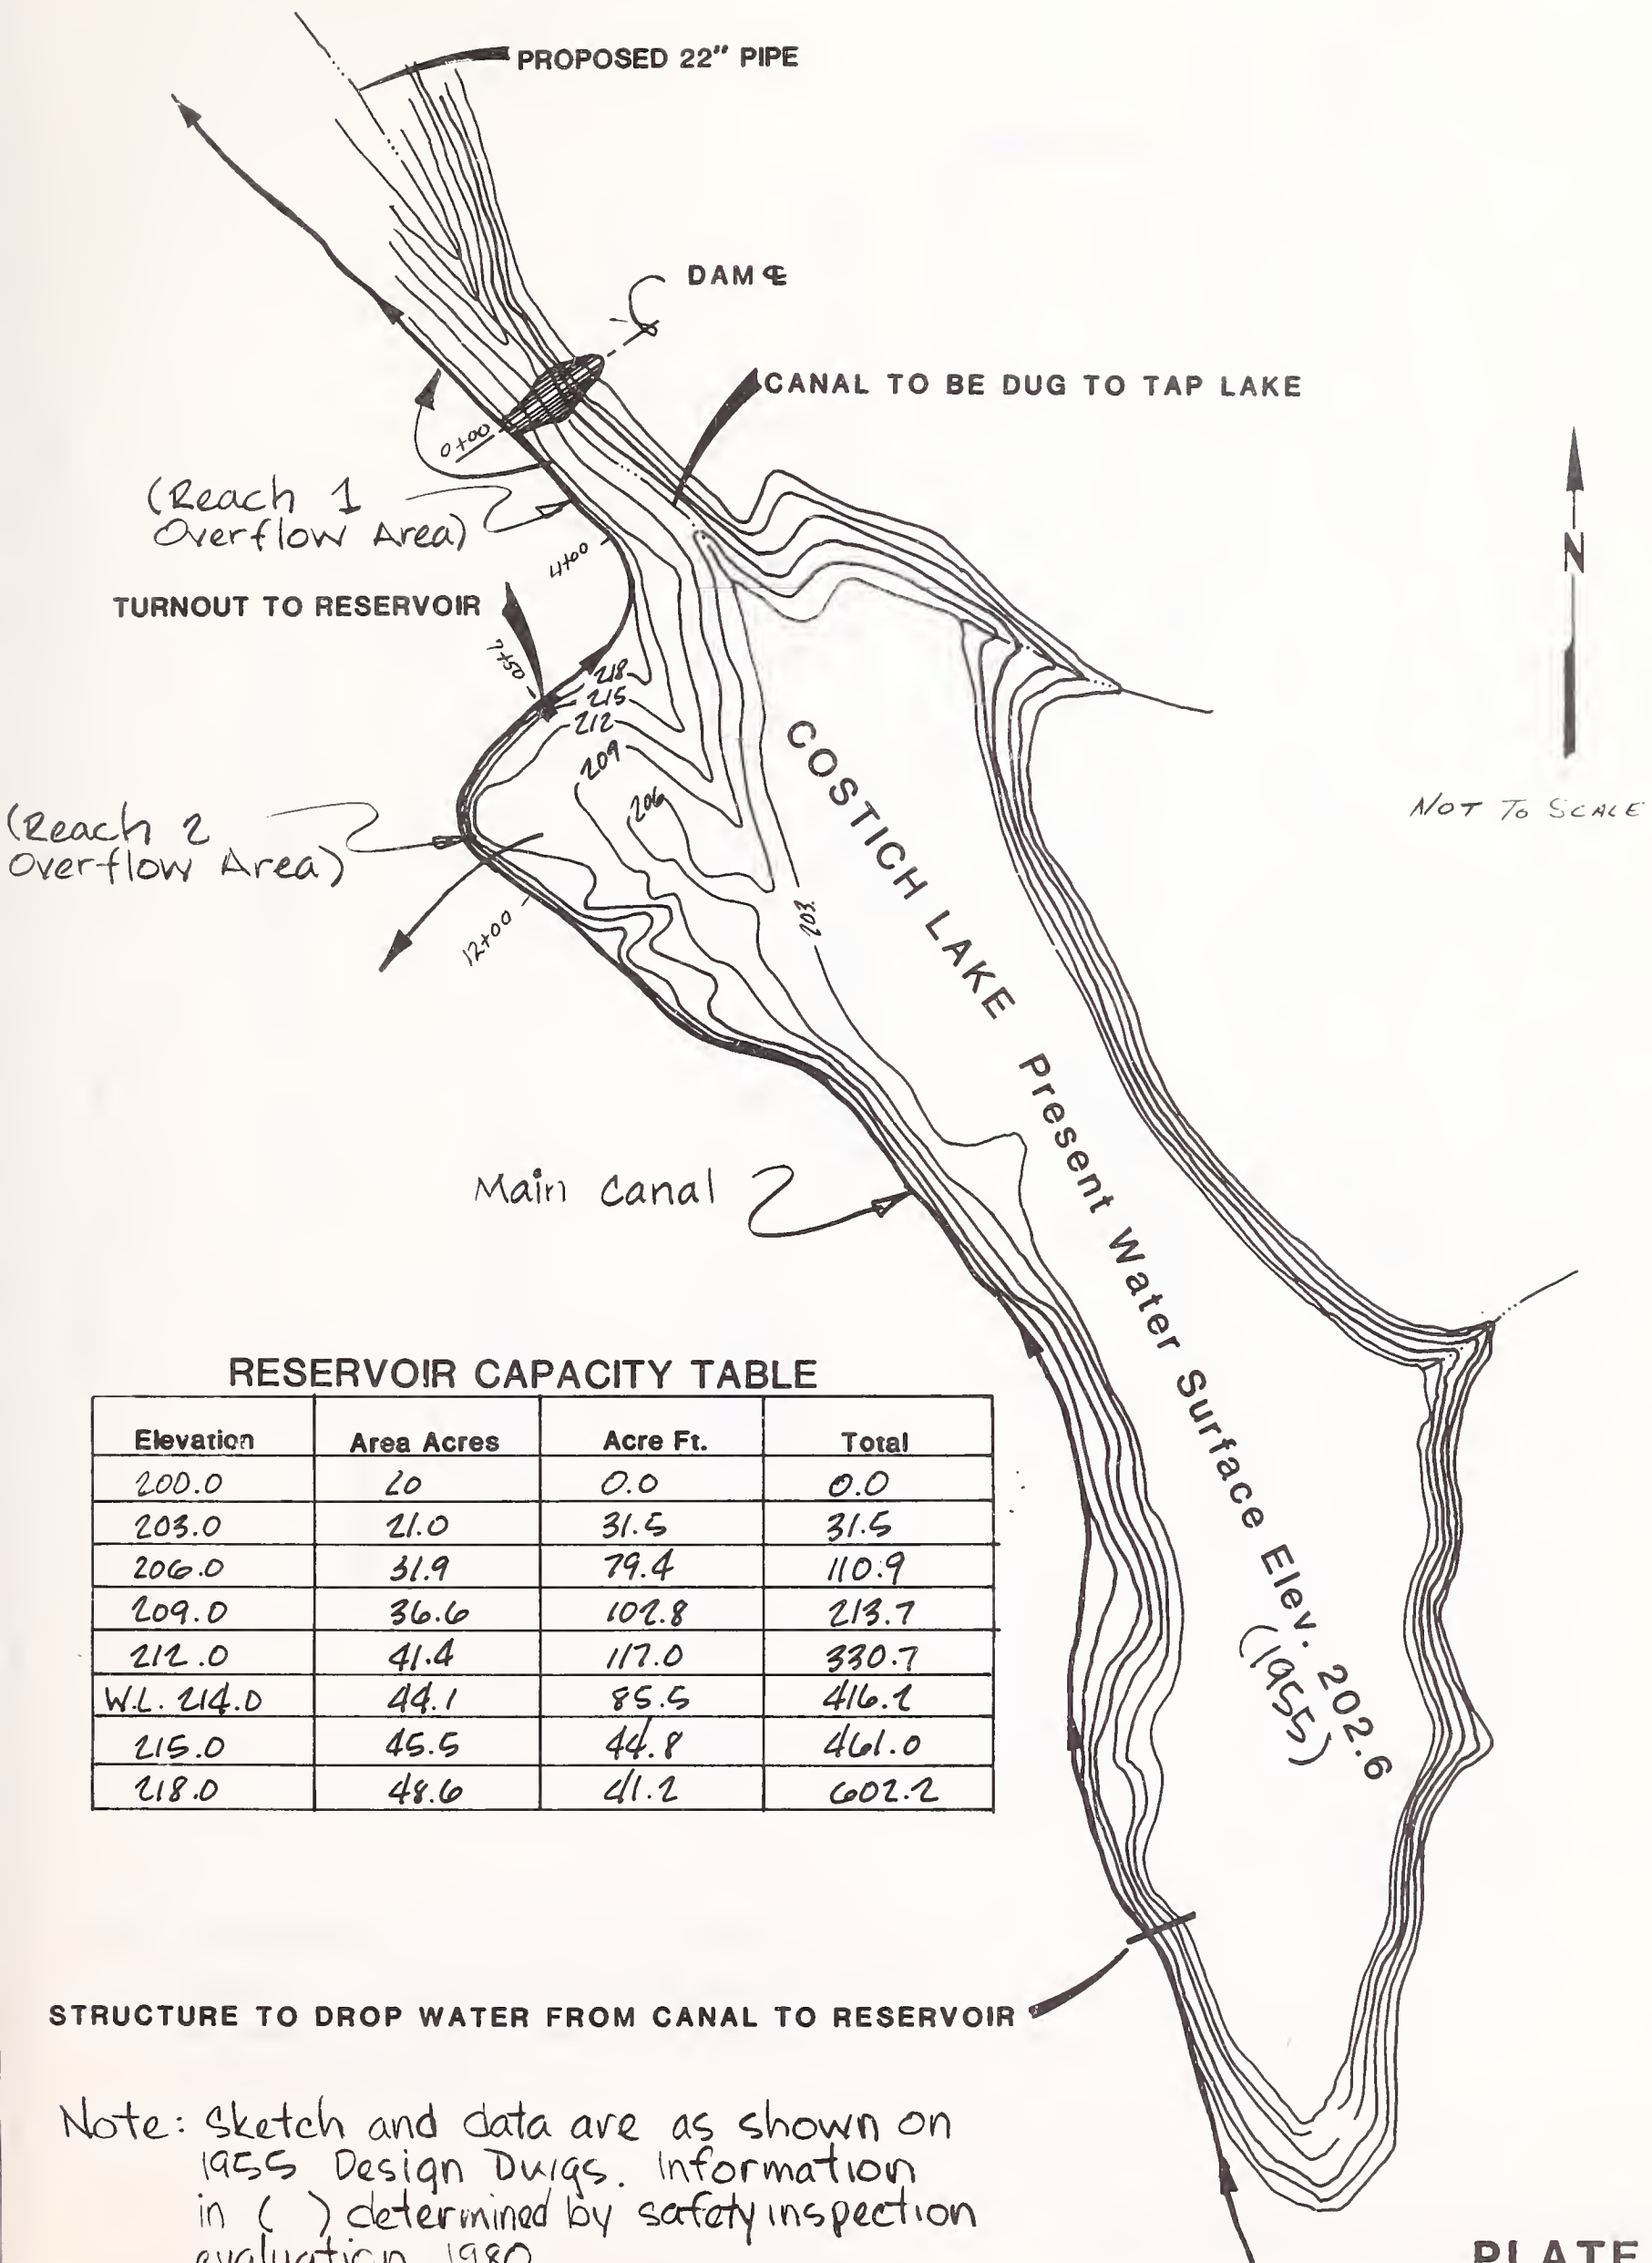 PROPOSED 22" PIPE
DAM ℄
CANAL TO BE DUG TO TAP LAKE
0+00
(Reach 1
Overflow Area)
4+00
N
TURNOUT TO RESERVOIR
7+50
218
215
212
209
206
203
NOT TO SCALE
(Reach 2
Overflow Area)
12+00
COSTICH LAKE Present Water Surface Elev. 202.6
(1955)
Main Canal
RESERVOIR CAPACITY TABLE
Elevation Area Acres Acre Ft. Total
200.0 20 0.0 0.0
203.0 21.0 31.5 31.5
206.0 31.9 79.4 110.9
209.0 36.6 102.8 213.7
212.0 41.4 117.0 330.7
W.L. 214.0 44.1 85.5 416.2
215.0 45.5 44.8 461.0
218.0 48.6 41.2 602.2
STRUCTURE TO DROP WATER FROM CANAL TO RESERVOIR
Note: Sketch and data are as shown on
1955 Design Dwgs. Information
in ( ) determined by safety inspection
evaluation 1980
PLATE